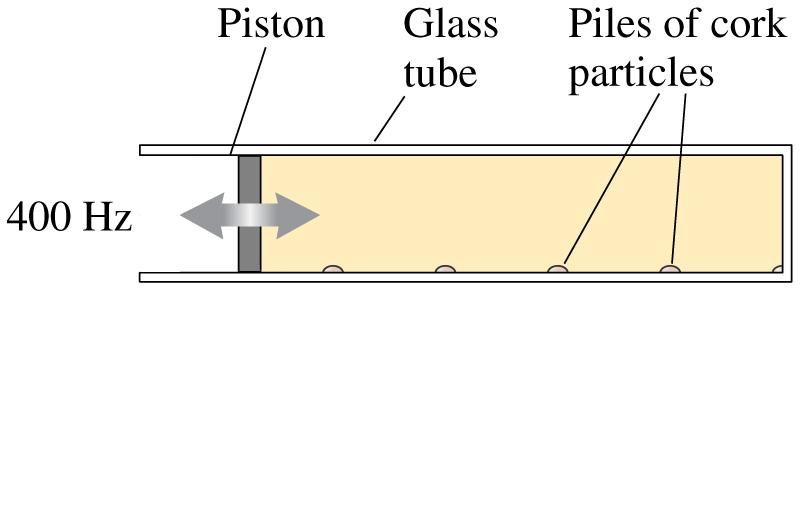 Piston
Glass
tube
Piles of cork
particles
400 Hz